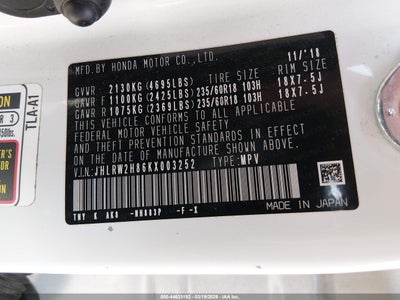 MFD.BY HONDA MOTOR CO.,LTD. 11/'18
GVWR 2130KG(4695LBS) RIM SIZE
GAWR F 1100KG(2425LBS) 235/60R18 103H 18X7.5J
GAWR R 1075KG(2369LBS) 235/60R18 103H 18X7.5J
THIS VEHICLE CONFORMS TO ALL APPLICABLE
FEDERAL MOTOR VEHICLE SAFETY,
AND THEFT PREVENTION STANDARDS IN EFFECT
ON THE DATE OF MANUFACTURE SHOWN ABOVE.
V.I.N.:JHLRW2H86KX003252 TYPE:MPV
-NH883P -F-X
MADE IN JAPAN
TLA-A1